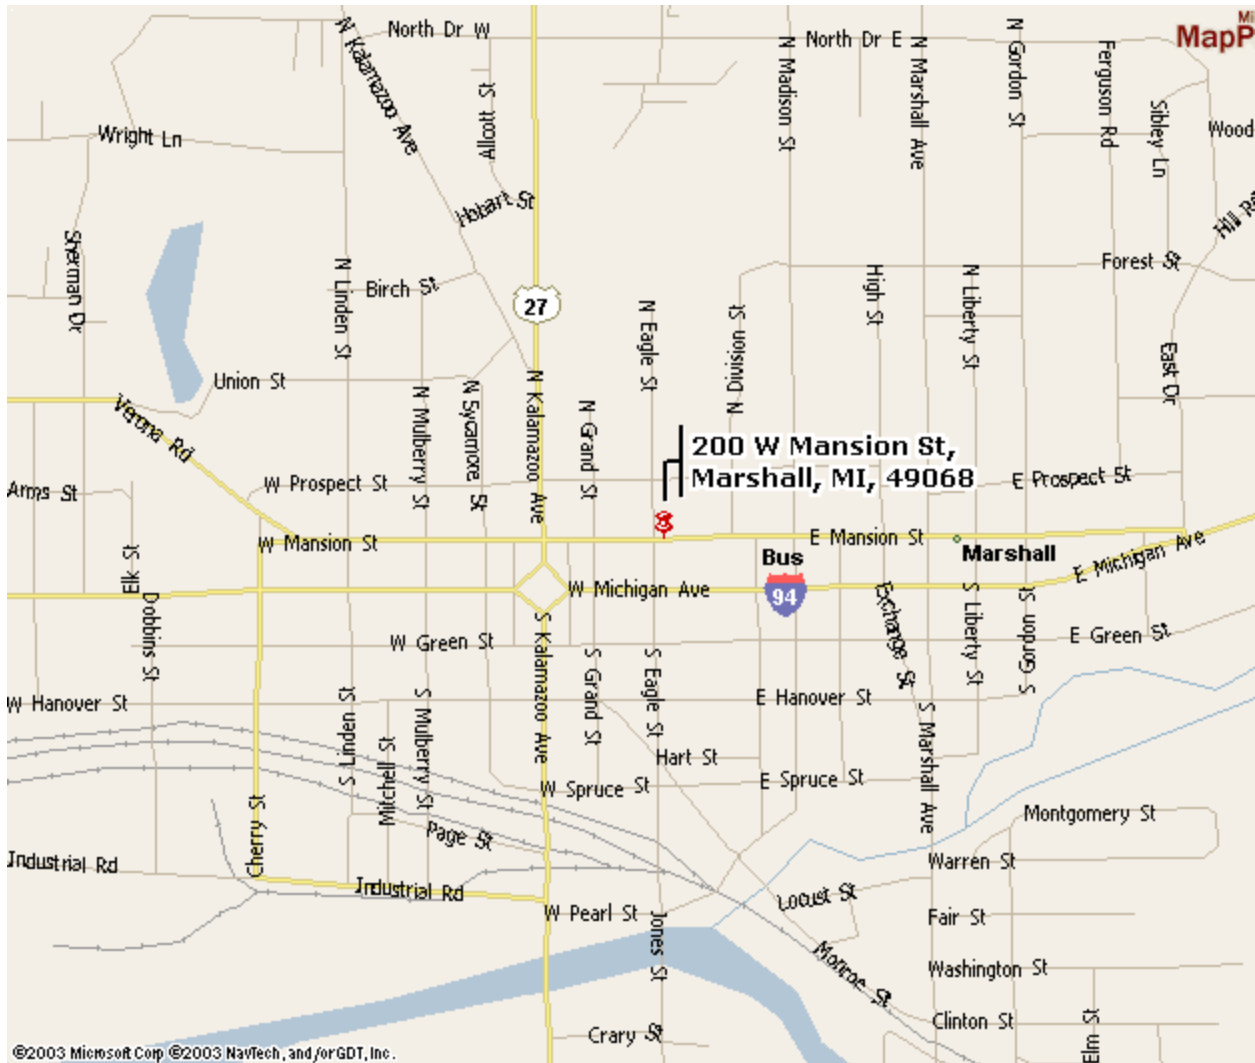 Mi
MapP
North Dr W
North Dr E
N Kalamazoo Ave
Allcott St
N Madison St
N Marshall Ave
N Gordon St
Ferguson Rd
Sibley Ln
Wood
Wright Ln
Hobart St
Hill Rd
Sherman Dr
Birch St
N Linden St
27
N Eagle St
N Division St
High St
N Liberty St
Forest St
East Dr
Union St
Verona Rd
N Mulberry St
N Sycamore St
N Kalamazoo Ave
N Grand St
200 W Mansion St,
Marshall, MI, 49068
Arms St
W Prospect St
E Prospect St
W Mansion St
E Mansion St
Marshall
Elk St
Bus
94
W Michigan Ave
E Michigan Ave
Dobbins St
S Kalamazoo Ave
Exchange St
S Liberty St
S Gordon St
W Green St
E Green St
W Hanover St
S Linden St
Mitchell St
S Mulberry St
S Grand St
S Eagle St
E Hanover St
S Marshall Ave
Hart St
W Spruce St
E Spruce St
Cherry St
Page St
Montgomery St
Industrial Rd
Industrial Rd
Warren St
Locust St
W Pearl St
Jones St
Fair St
Monroe St
Washington St
Crary St
Clinton St
Elm St
©2003 Microsoft Corp ©2003 NavTech, and/or GDT, Inc.